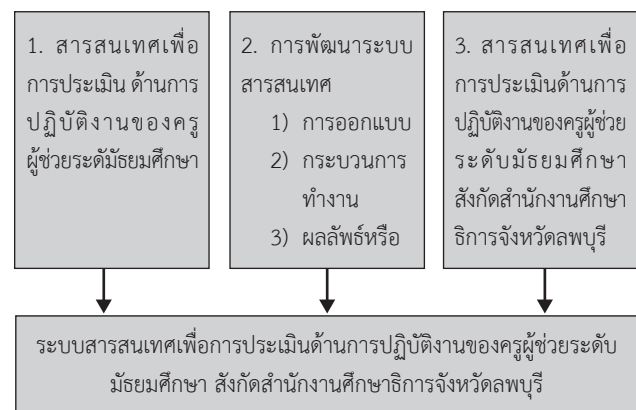 1. สารสนเทศเพื่อ
การประเมิน ด้านการ
ปฏิบัติงานของครู
ผู้ช่วยระดัมัธยมศึกษา
2. การพัฒนาระบบ
สารสนเทศ
1) การออกแบบ
2) กระบวนการ
ทำงาน
3) ผลลัพธ์หรือ
3. สารสนเทศเพื่อ
การประเมินด้านการ
ปฏิบัติงานของครูผู้ช่วย
ระดับมัธยมศึกษา
สังกัดสำนักงานศึกษา
ธิการจังหวัดลพบุรี
ระบบสารสนเทศเพื่อการประเมินด้านการปฏิบัติงานของครูผู้ช่วยระดับ
มัธยมศึกษา สังกัดสำนักงานศึกษาธิการจังหวัดลพบุรี